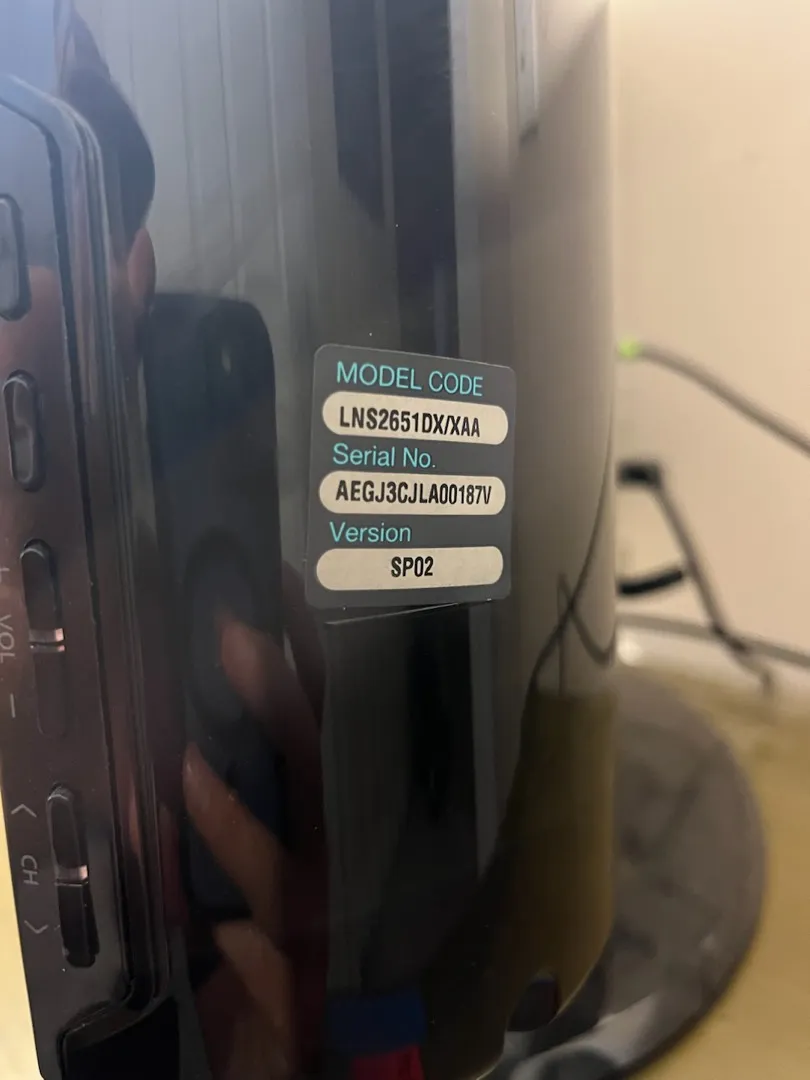 MODEL CODE
LNS2651DX/XAA
Serial No.
AEGJ3CJLA00187V
Version
SP02
VOL
CH